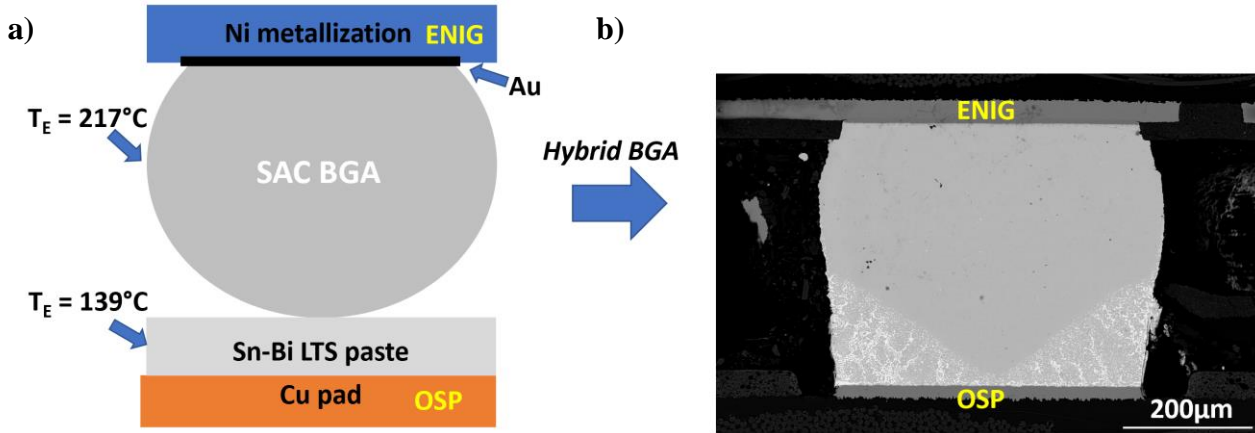 a)
Ni metallization ENIG
Au
T_E = 217°C
SAC BGA
T_E = 139°C
Sn-Bi LTS paste
Cu pad OSP
Hybrid BGA
b)
ENIG
OSP
200μm